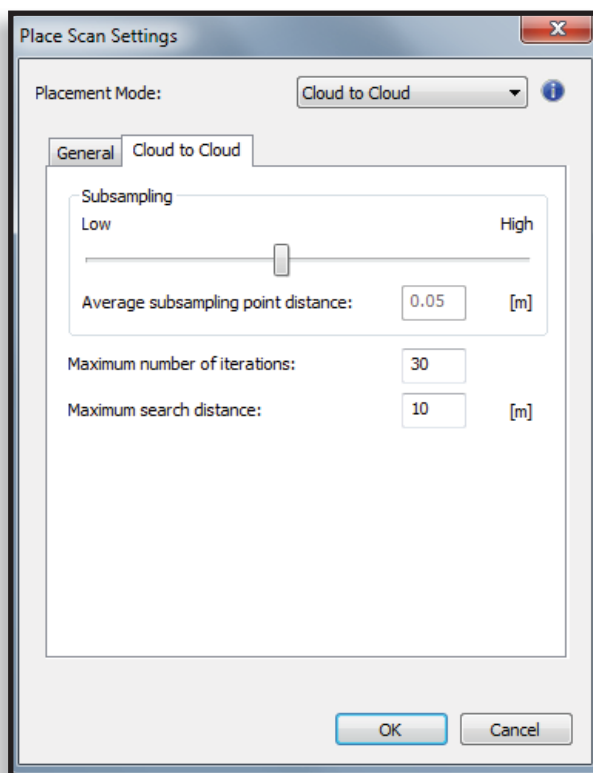 Place Scan Settings
Placement Mode: Cloud to Cloud
General Cloud to Cloud
Subsampling
Low High
Average subsampling point distance: 0.05 [m]
Maximum number of iterations: 30
Maximum search distance: 10 [m]
OK Cancel